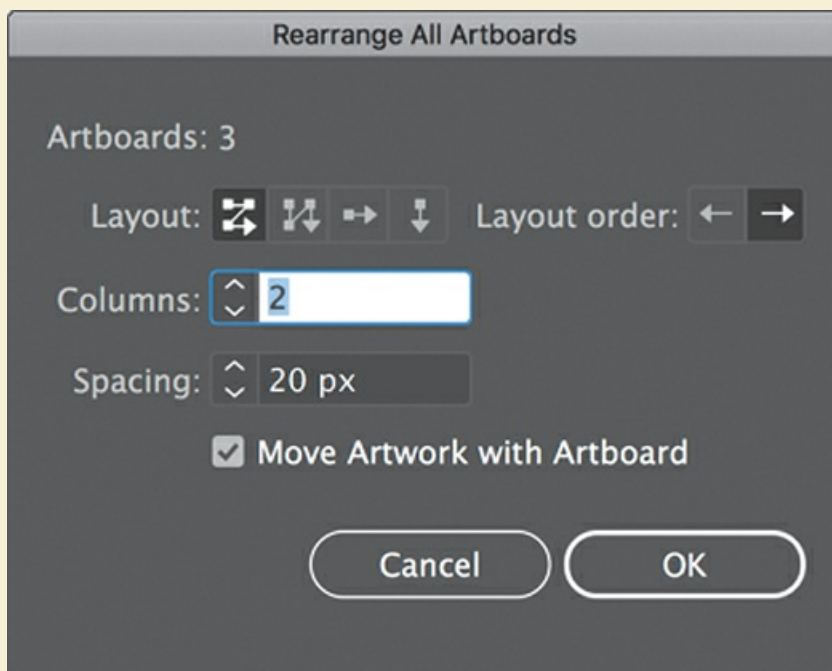 Rearrange All Artboards
Artboards: 3
Layout: Layout order:
Columns: 2
Spacing: 20 px
Move Artwork with Artboard
Cancel OK